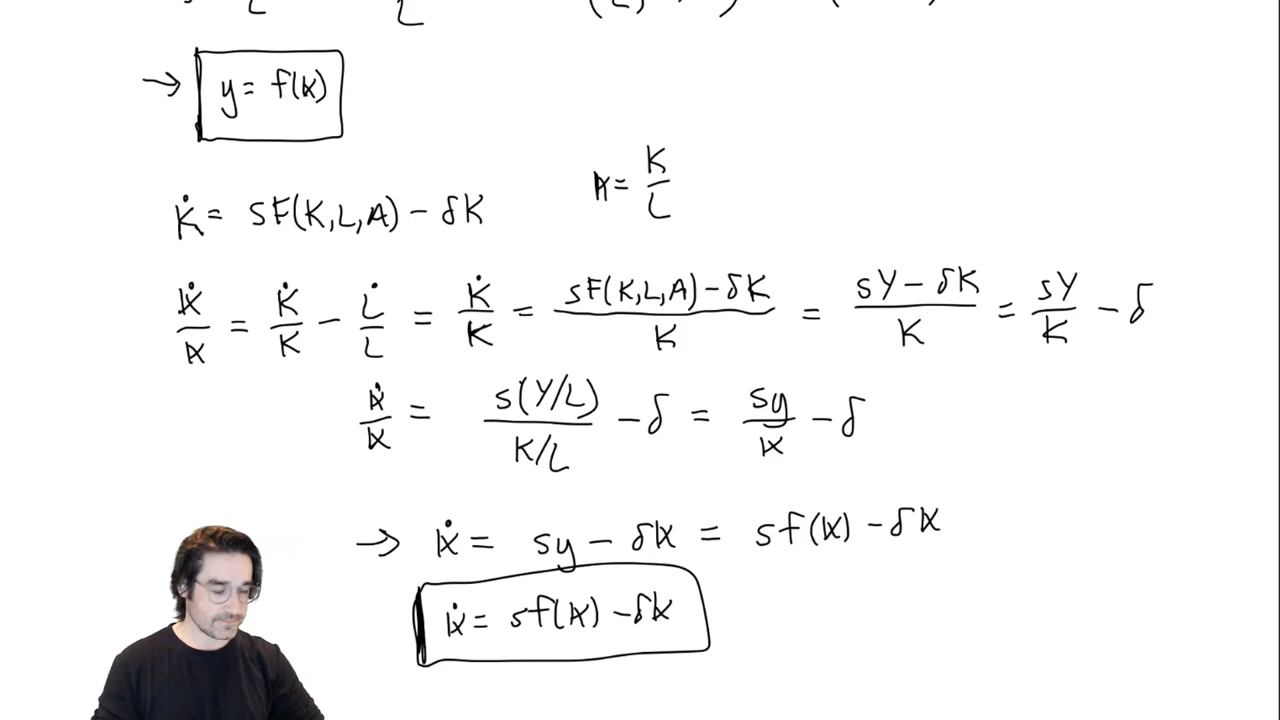 → y = f(k)
k = K/L
K̇ = sF(K,L,A) − δK
k̇/k = K̇/K − L̇/L = K̇/K = (sF(K,L,A) − δK)/K = (sY − δK)/K = sY/K − δ
k̇/k = s(Y/L)/(K/L) − δ = sy/k − δ
→ k̇ = sy − δk = sf(k) − δk
k̇ = sf(k) − δk